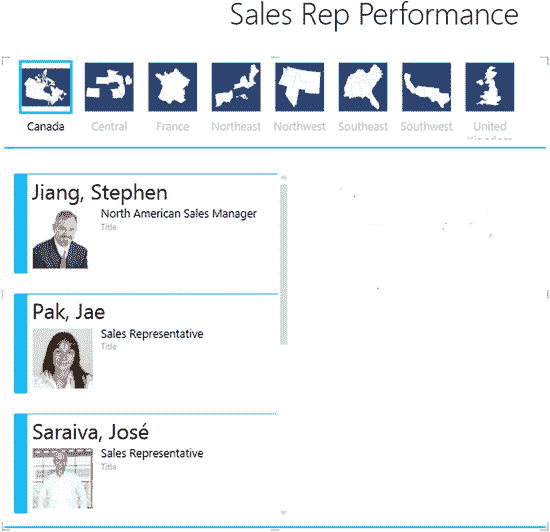 Sales Rep Performance
Canada Central France Northeast Northwest Southeast Southwest United
Kingdom
Jiang, Stephen
North American Sales Manager
Title
Pak, Jae
Sales Representative
Title
Saraiva, José
Sales Representative
Title